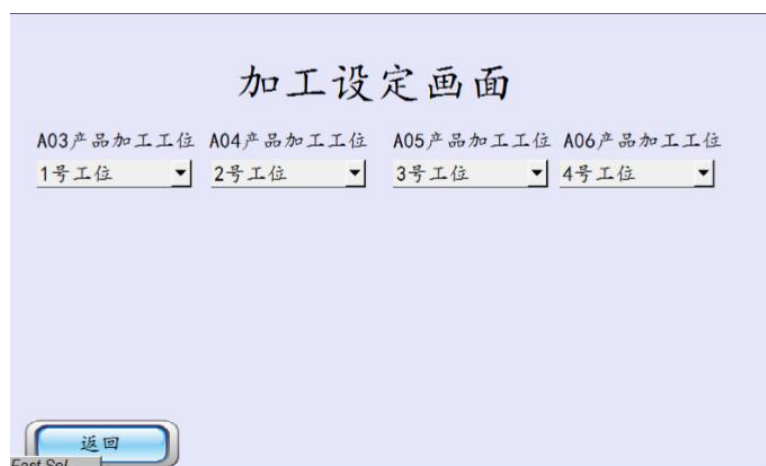 加工设定画面
A03产品加工工位 A04产品加工工位 A05产品加工工位 A06产品加工工位
1号工位 2号工位 3号工位 4号工位
返回
Fast Sel